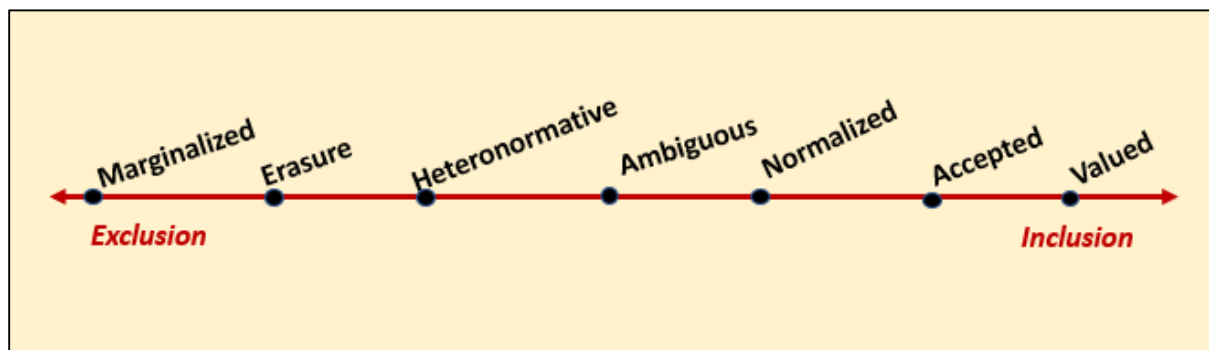 Marginalized
Erasure
Heteronormative
Ambiguous
Normalized
Accepted
Valued
Exclusion
Inclusion